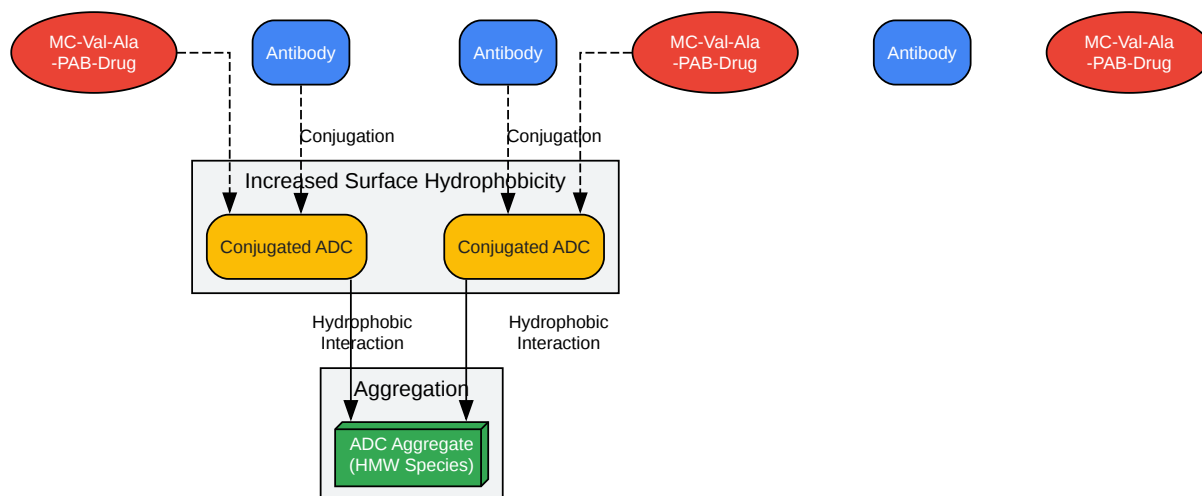 MC-Val-Ala
-PAB-Drug
Antibody
Antibody
MC-Val-Ala
-PAB-Drug
Antibody
MC-Val-Ala
-PAB-Drug
Conjugation
Conjugation
Increased Surface Hydrophobicity
Conjugated ADC
Conjugated ADC
Hydrophobic
Interaction
Hydrophobic
Interaction
Aggregation
ADC Aggregate
(HMW Species)